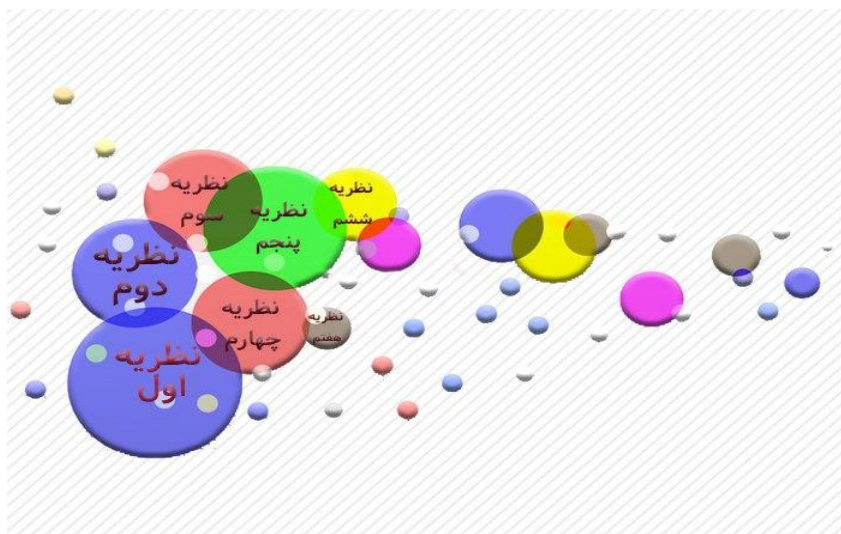 نظریه
اول
نظریه
دوم
نظریه
سوم
نظریه
چهارم
نظریه
پنجم
نظریه
ششم
نظریه
هفتم